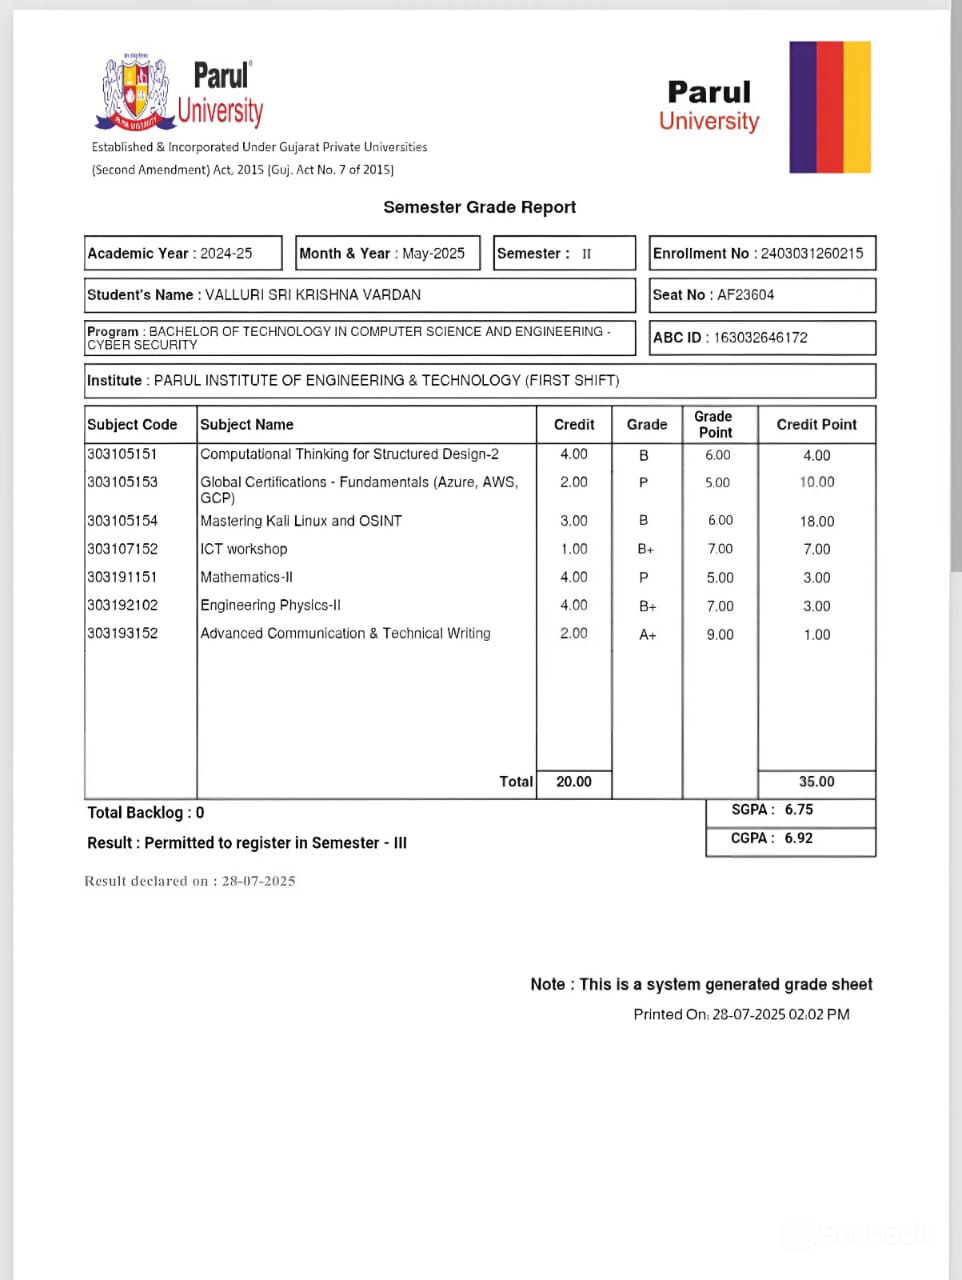 Parul®
University
PARUL UNIVERSITY
Established & Incorporated Under Gujarat Private Universities
(Second Amendment) Act, 2015 (Guj. Act No. 7 of 2015)
Parul
University
Semester Grade Report
Academic Year : 2024-25 Month & Year : May-2025 Semester : II Enrollment No : 2403031260215
Student's Name : VALLURI SRI KRISHNA VARDAN Seat No : AF23604
Program : BACHELOR OF TECHNOLOGY IN COMPUTER SCIENCE AND ENGINEERING -
CYBER SECURITY
ABC ID : 163032646172
Institute : PARUL INSTITUTE OF ENGINEERING & TECHNOLOGY (FIRST SHIFT)
Subject Code Subject Name Credit Grade Grade Point Credit Point
303105151 Computational Thinking for Structured Design-2 4.00 B 6.00 4.00
303105153 Global Certifications - Fundamentals (Azure, AWS, 2.00 P 5.00 10.00
GCP)
303105154 Mastering Kali Linux and OSINT 3.00 B 6.00 18.00
303107152 ICT workshop 1.00 B+ 7.00 7.00
303191151 Mathematics-II 4.00 P 5.00 3.00
303192102 Engineering Physics-II 4.00 B+ 7.00 3.00
303193152 Advanced Communication & Technical Writing 2.00 A+ 9.00 1.00
Total 20.00 35.00
Total Backlog : 0 SGPA : 6.75
Result : Permitted to register in Semester - III CGPA : 6.92
Result declared on : 28-07-2025
Note : This is a system generated grade sheet
Printed On: 28-07-2025 02:02 PM
snapedit